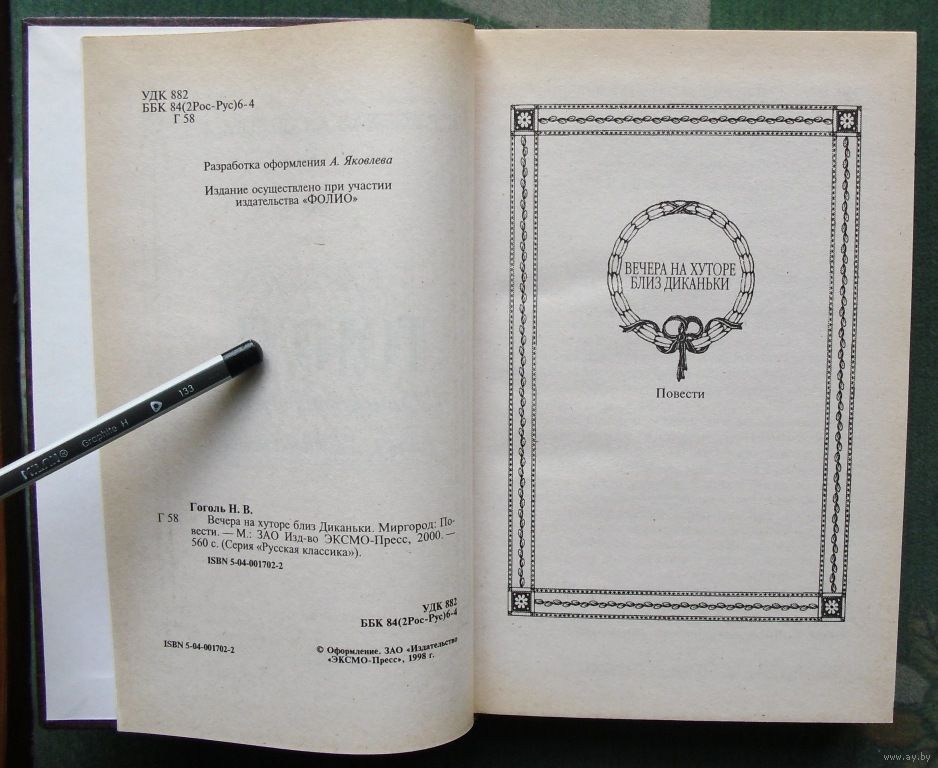 УДК 882
ББК 84(2Рос-Рус)6-4
Г 58
Разработка оформления А. Яковлева
Издание осуществлено при участии
издательства «ФОЛИО»
Graphite H
133
Гоголь Н. В.
Г 58 Вечера на хуторе близ Диканьки. Миргород: По-
вести. — М.: ЗАО Изд-во ЭКСМО-Пресс, 2000. —
560 с. (Серия «Русская классика»).
ISBN 5-04-001702-2
УДК 882
ББК 84(2Рос-Рус)6-4
ISBN 5-04-001702-2
© Оформление. ЗАО «Издательство
«ЭКСМО-Пресс», 1998 г.
ВЕЧЕРА НА ХУТОРЕ
БЛИЗ ДИКАНЬКИ
Повести
www.ay.by